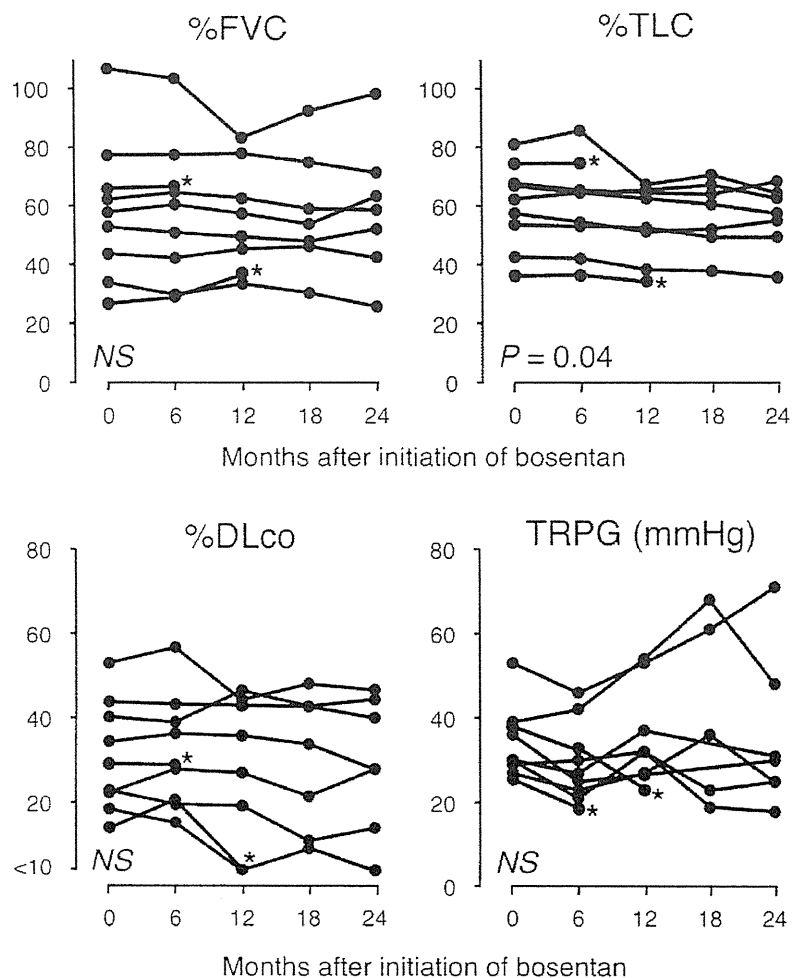 %FVC
%TLC
100
80
60
40
20
0
*
*
NS
0 6 12 18 24
100
80
60
40
20
0
*
*
P = 0.04
0 6 12 18 24
Months after initiation of bosentan
%DLco
TRPG (mmHg)
80
60
40
20
<10
*
*
NS
0 6 12 18 24
80
60
40
20
0
*
*
NS
0 6 12 18 24
Months after initiation of bosentan